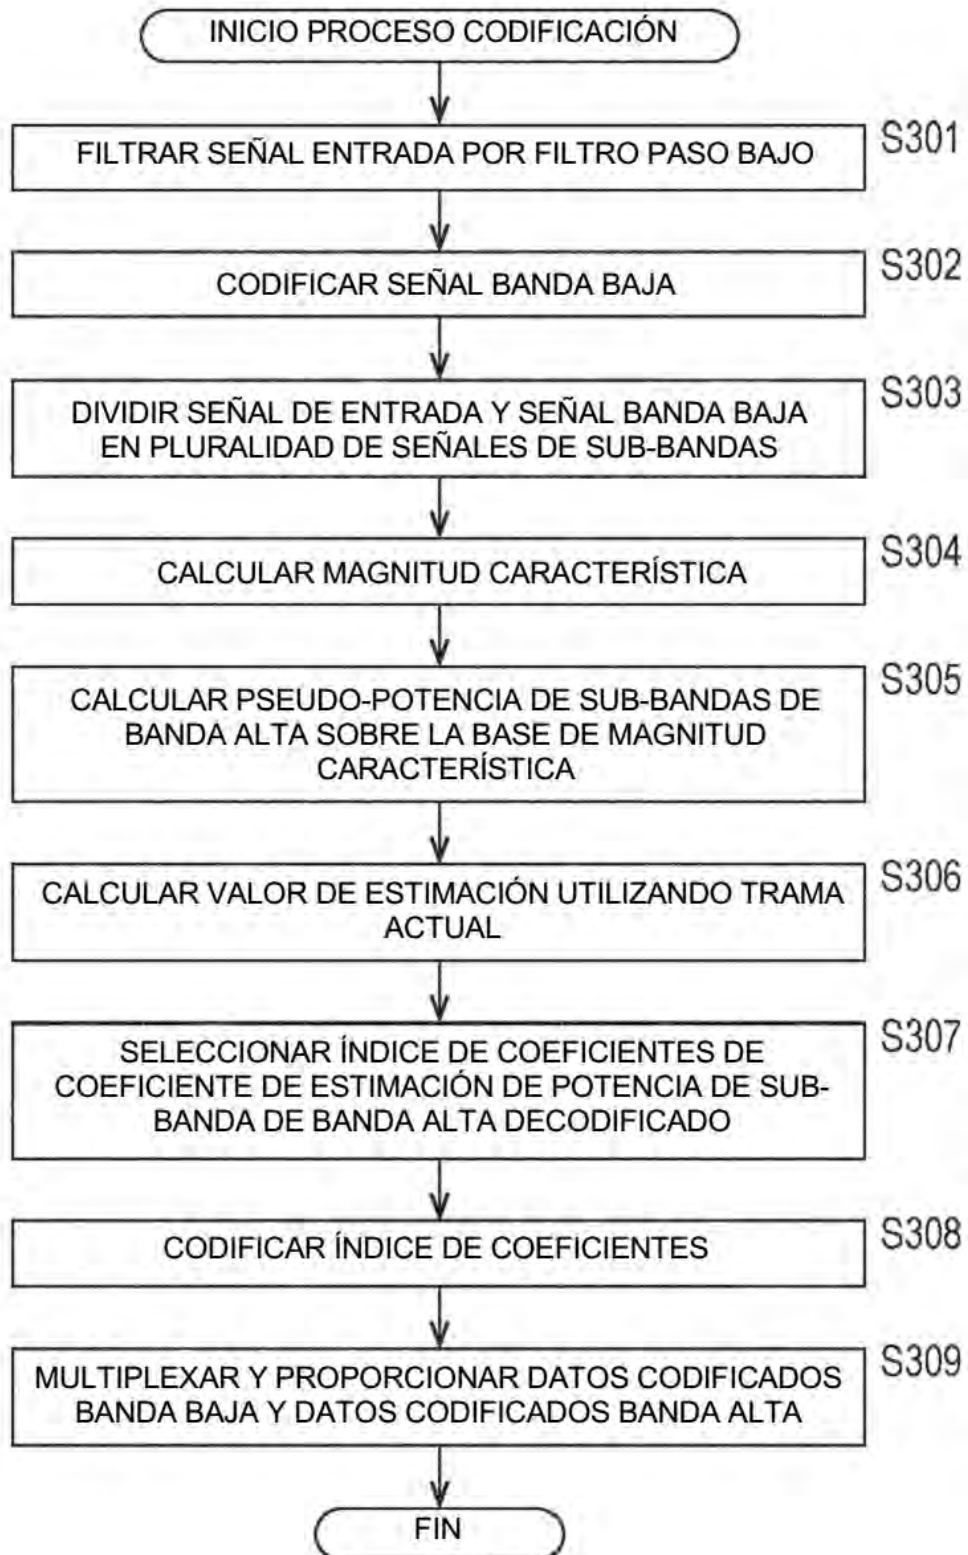 INICIO PROCESO CODIFICACIÓN
S301
FILTRAR SEÑAL ENTRADA POR FILTRO PASO BAJO
S302
CODIFICAR SEÑAL BANDA BAJA
S303
DIVIDIR SEÑAL DE ENTRADA Y SEÑAL BANDA BAJA
EN PLURALIDAD DE SEÑALES DE SUB-BANDAS
S304
CALCULAR MAGNITUD CARACTERÍSTICA
S305
CALCULAR PSEUDO-POTENCIA DE SUB-BANDAS DE
BANDA ALTA SOBRE LA BASE DE MAGNITUD
CARACTERÍSTICA
S306
CALCULAR VALOR DE ESTIMACIÓN UTILIZANDO TRAMA
ACTUAL
S307
SELECCIONAR ÍNDICE DE COEFICIENTES DE
COEFICIENTE DE ESTIMACIÓN DE POTENCIA DE SUB-
BANDA DE BANDA ALTA DECODIFICADO
S308
CODIFICAR ÍNDICE DE COEFICIENTES
S309
MULTIPLEXAR Y PROPORCIONAR DATOS CODIFICADOS
BANDA BAJA Y DATOS CODIFICADOS BANDA ALTA
FIN